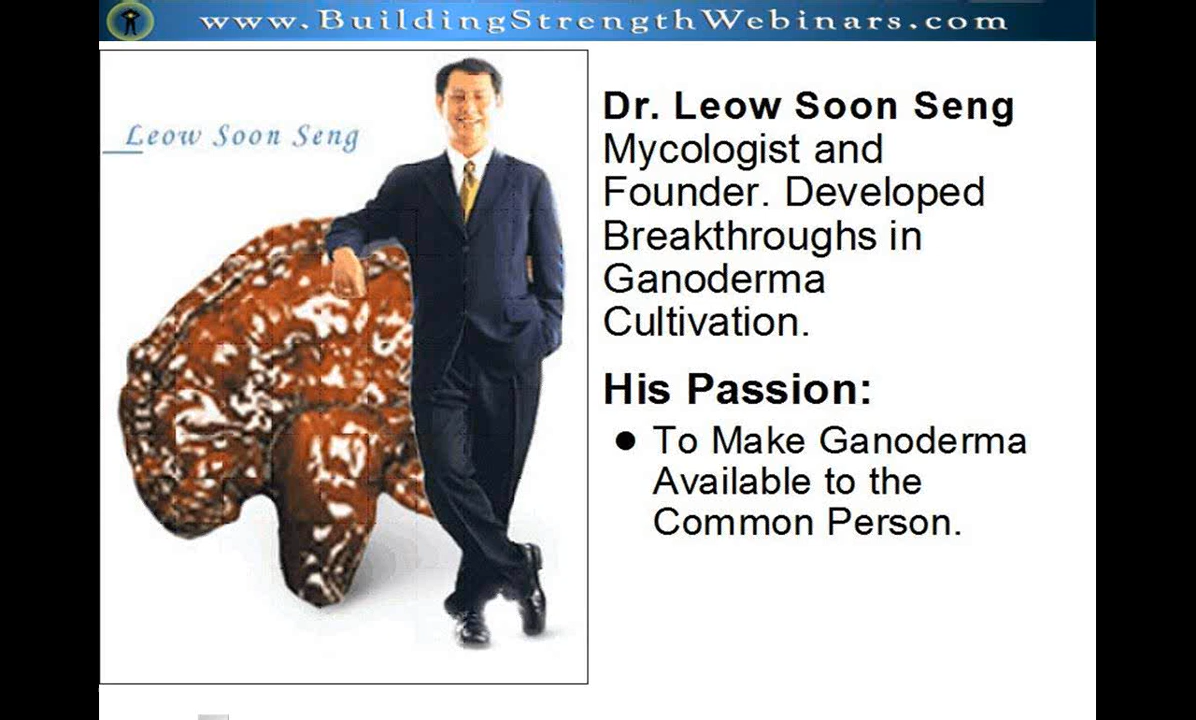 www.BuildingStrengthWebinars.com
Leow Soon Seng
Dr. Leow Soon Seng
Mycologist and
Founder. Developed
Breakthroughs in
Ganoderma
Cultivation.
His Passion:
● To Make Ganoderma
Available to the
Common Person.